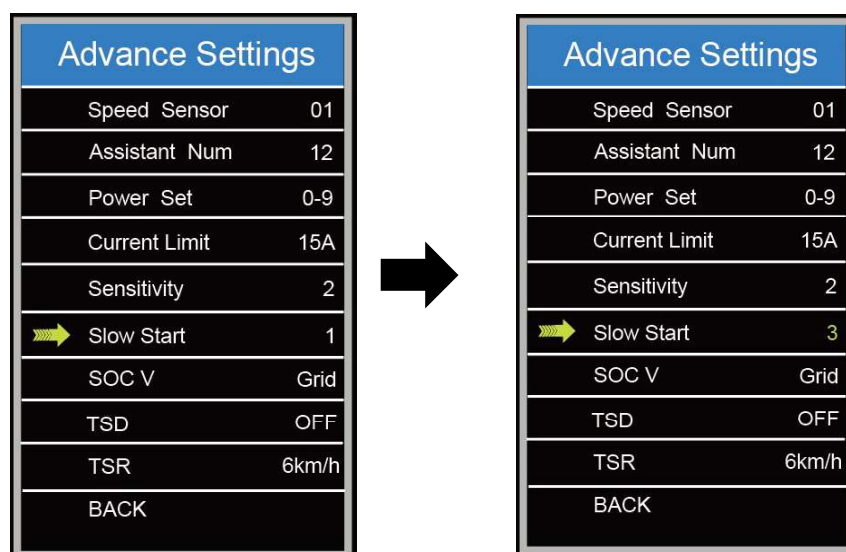 Advance Settings
Speed Sensor 01
Assistant Num 12
Power Set 0-9
Current Limit 15A
Sensitivity 2
Slow Start 1
SOC V Grid
TSD OFF
TSR 6km/h
BACK
Advance Settings
Speed Sensor 01
Assistant Num 12
Power Set 0-9
Current Limit 15A
Sensitivity 2
Slow Start 3
SOC V Grid
TSD OFF
TSR 6km/h
BACK